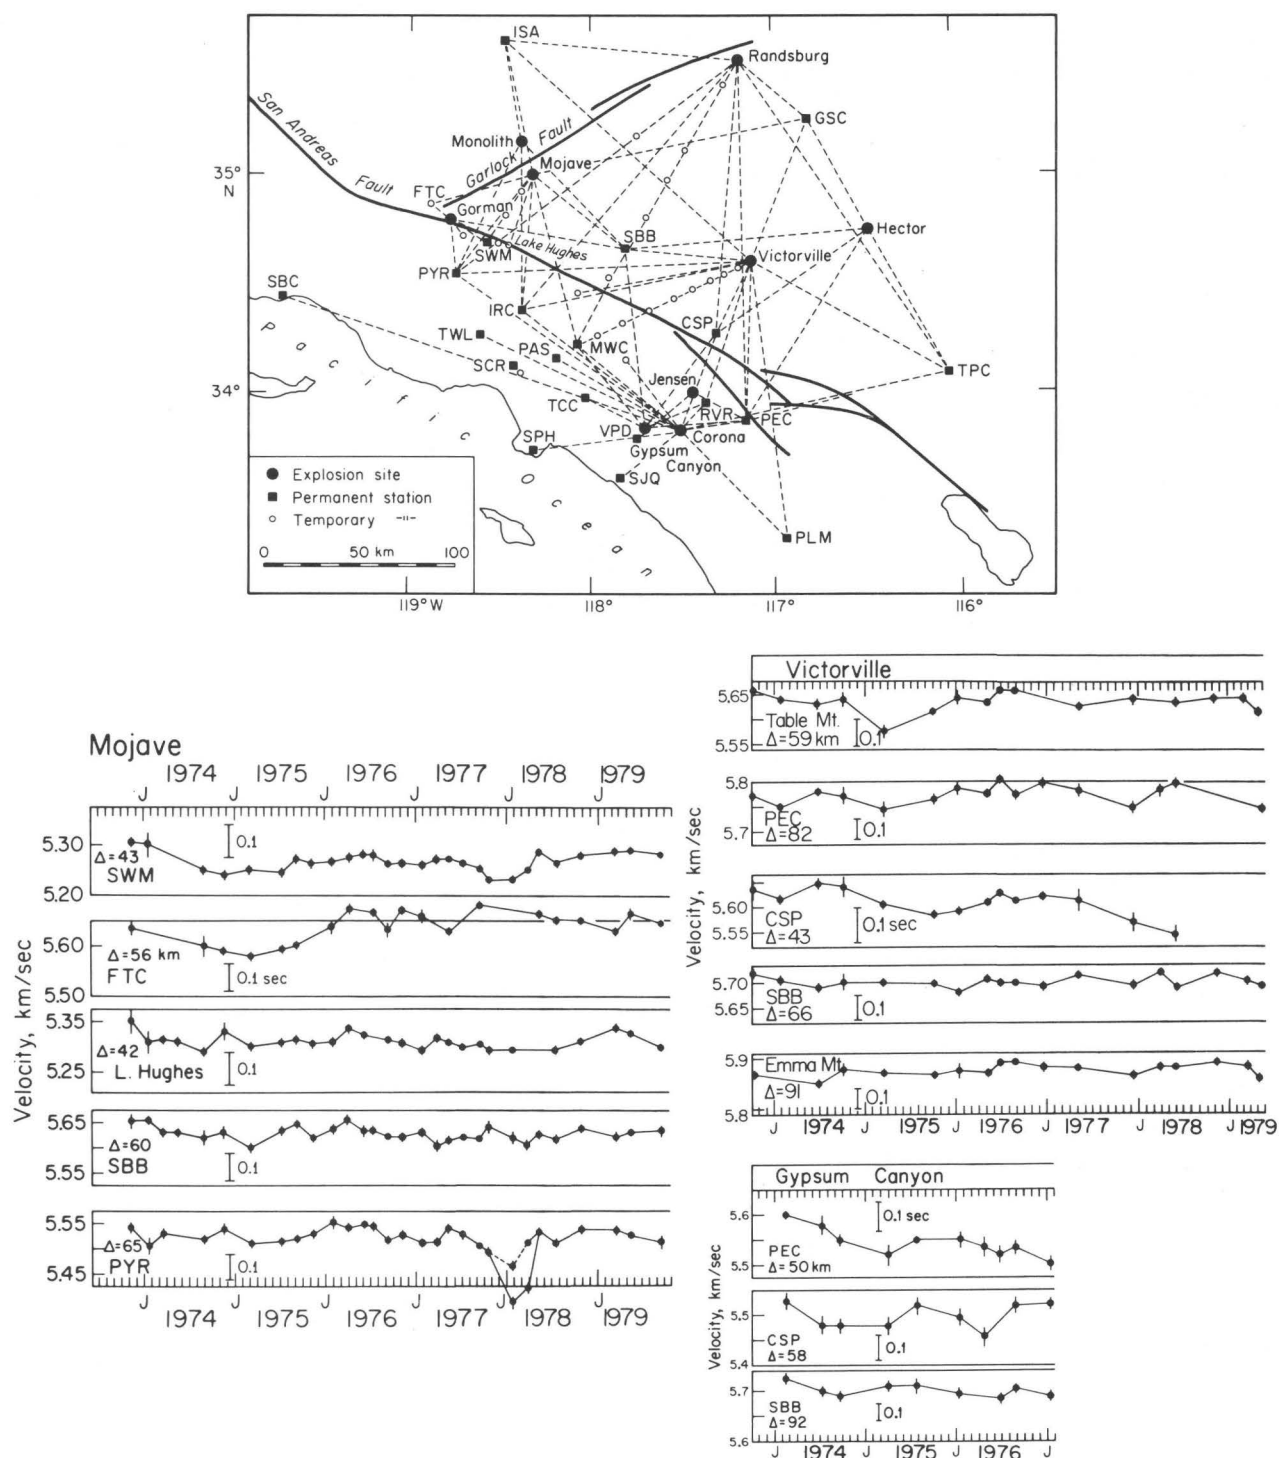 ISA
Randsburg
San Andreas Fault
GSC
Monolith
Garlock Fault
Mojave
35°
N
FTC
Gorman
Hector
SBB
Lake Hughes
SWM
Victorville
PYR
SBC
IRC
CSP
TWL
PAS
MWC
Pacific Ocean
SCR
Jensen
TPC
34°
TCC
RVR
PEC
VPD
Corona
SPH
Gypsum
Canyon
SJQ
Explosion site
Permanent station
Temporary -"-
PLM
0 50 km 100
119°W 118° 117° 116°
Mojave
1974 1975 1976 1977 1978 1979
J J J J J J
Velocity, km/sec
5.30
0.1
Δ=43
SWM
5.20
5.60
Δ=56 km
FTC
0.1 sec
5.50
5.35
Δ=42
L. Hughes
0.1
5.25
5.65
Δ=60
SBB
0.1
5.55
5.55
Δ=65
PYR
0.1
5.45
J J J J J J
1974 1975 1976 1977 1978 1979
Victorville
Velocity, km/sec
5.65
Table Mt.
Δ=59 km
0.1
5.55
5.8
PEC
Δ=82
0.1
5.7
5.60
CSP
Δ=43
0.1 sec
5.55
5.70
SBB
Δ=66
0.1
5.65
5.9
Emma Mt.
Δ=91
0.1
5.8
J 1974 J 1975 J 1976 J 1977 J 1978 J 1979
Gypsum Canyon
Velocity, km/sec
5.6
0.1 sec
PEC
Δ=50 km
5.5
5.5
CSP
Δ=58
0.1
5.4
5.7
SBB
Δ=92
0.1
5.6
J 1974 J 1975 J 1976 J